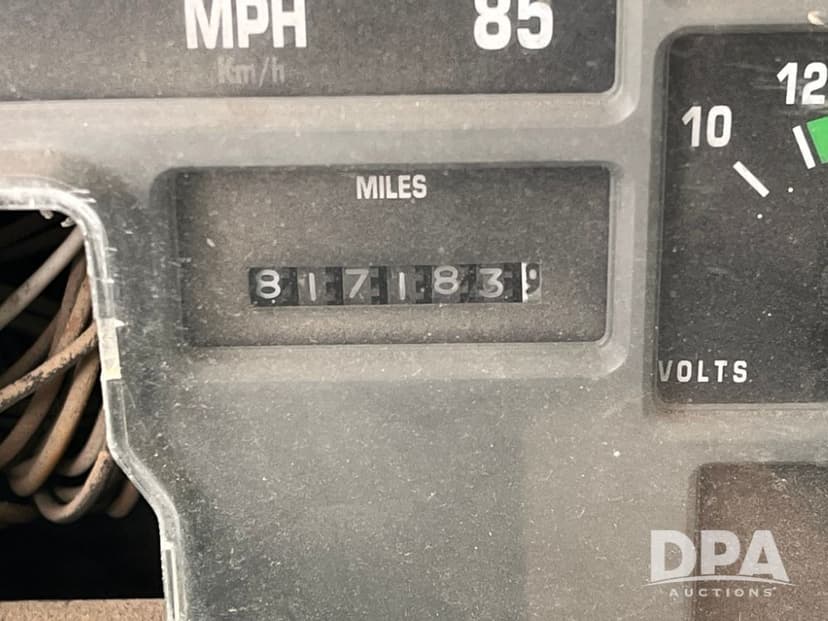 MPH 85
Km/h
10 12
MILES
8171839
VOLTS
DPA
AUCTIONS